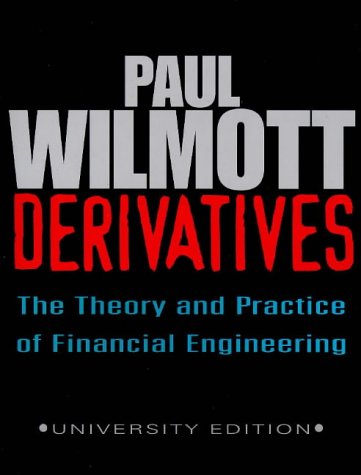 PAUL
WILMOTT
DERIVATIVES
The Theory and Practice
of Financial Engineering
•UNIVERSITY EDITION•